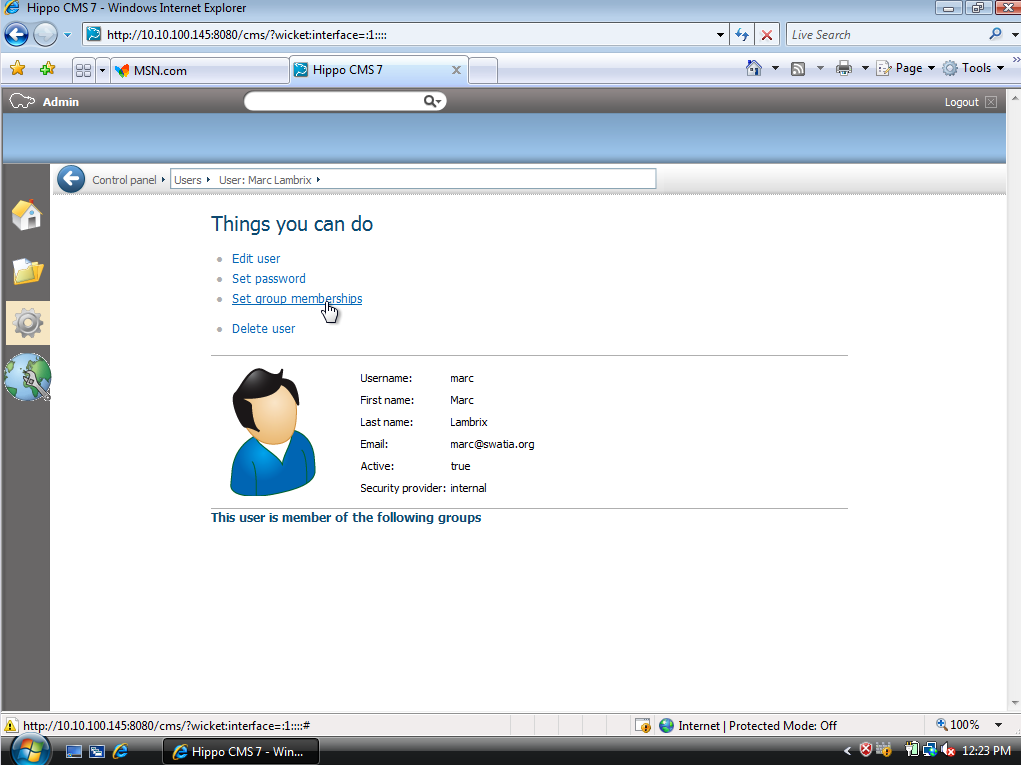 Hippo CMS 7 - Windows Internet Explorer
http://10.10.100.145:8080/cms/?wicket:interface=:1::::
Live Search
MSN.com
Hippo CMS 7
Page
Tools
Admin
Logout
Control panel
Users
User: Marc Lambrix
Things you can do
Edit user
Set password
Set group memberships
Delete user
Username: marc
First name: Marc
Last name: Lambrix
Email: marc@swatia.org
Active: true
Security provider: internal
This user is member of the following groups
http://10.10.100.145:8080/cms/?wicket:interface=:1::::#
Internet | Protected Mode: Off
100%
Hippo CMS 7 - Win...
12:23 PM